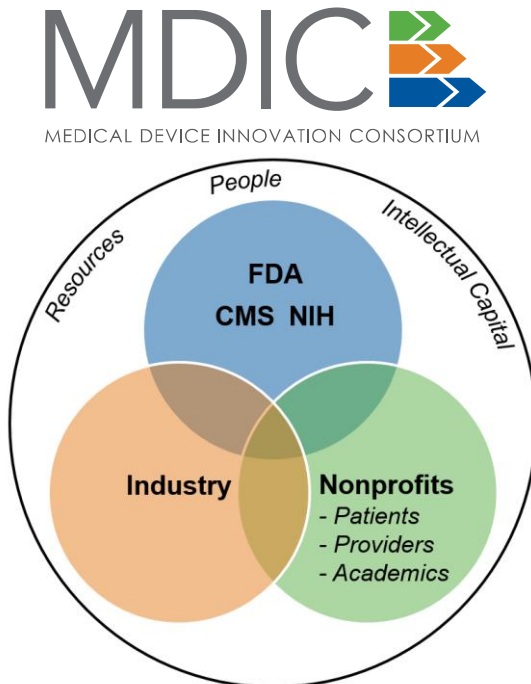 MDIC
MEDICAL DEVICE INNOVATION CONSORTIUM
People
Resources
Intellectual Capital
FDA
CMS NIH
Industry
Nonprofits
- Patients
- Providers
- Academics